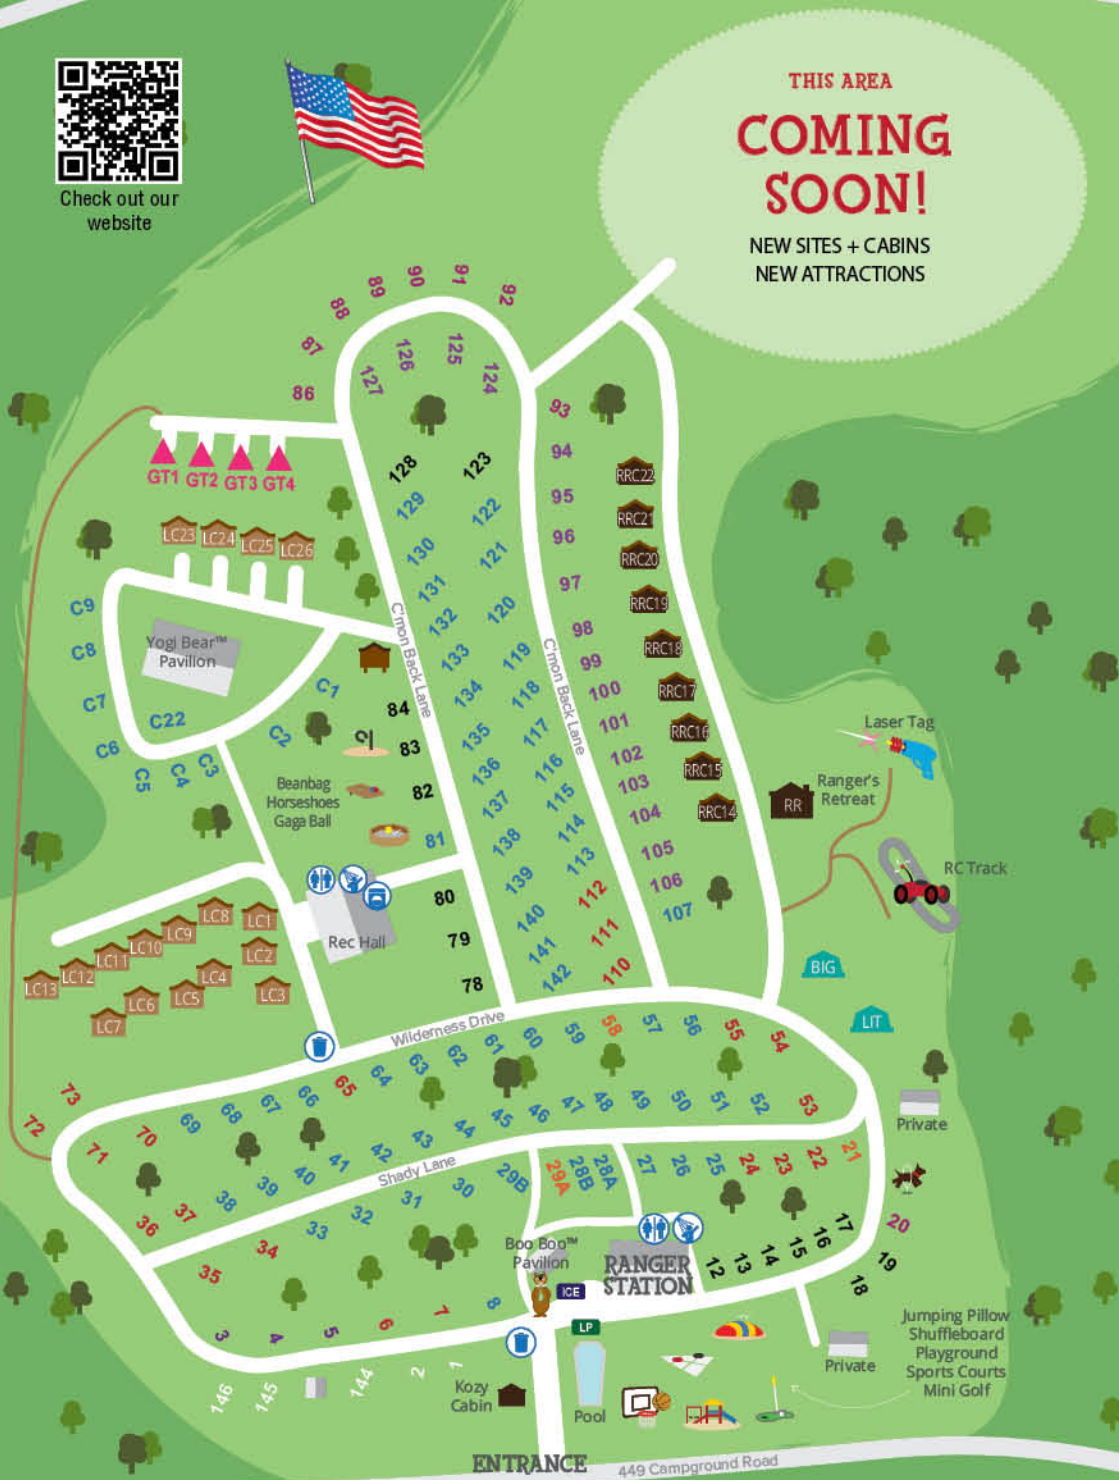 Check out our
website
THIS AREA
COMING
SOON!
NEW SITES + CABINS
NEW ATTRACTIONS
88
89
90
91
92
87
86
127
126
125
124
93
GT1
GT2
GT3
GT4
128
123
94
RRC22
129
122
95
RRC21
LC23
LC24
LC25
LC26
130
121
96
RRC20
131
120
97
RRC19
C9
C8
C7
C6
C5
C4
C3
C22
C2
C1
Yogi Bear™
Pavilion
C'mon Back Lane
132
119
98
RRC18
133
118
99
134
117
100
RRC17
84
135
116
101
RRC16
83
136
115
102
RRC15
C'mon Back Lane
Beanbag
Horseshoes
Gaga Ball
82
137
114
103
104
RRC14
81
138
113
105
139
112
106
107
Laser Tag
Ranger's
Retreat
RR
RC Track
80
140
111
79
141
110
78
142
Rec Hall
LC8
LC1
LC9
LC10
LC11
LC12
LC13
LC2
LC4
LC3
LC5
LC6
LC7
BIG
LIT
Wilderness Drive
73
72
71
70
69
68
67
66
65
64
63
62
61
60
59
58
57
56
55
54
53
52
51
50
49
48
47
46
45
44
43
42
41
40
39
38
37
36
Shady Lane
35
34
33
32
31
30
29B
29A
28B
28A
27
26
25
24
23
22
21
Private
20
19
18
17
16
15
14
13
12
Boo Boo™
Pavilion
RANGER
STATION
ICE
LP
3
4
5
6
7
8
146
145
144
2
1
Kozy
Cabin
Pool
Private
Jumping Pillow
Shuffleboard
Playground
Sports Courts
Mini Golf
ENTRANCE
449 Campground Road